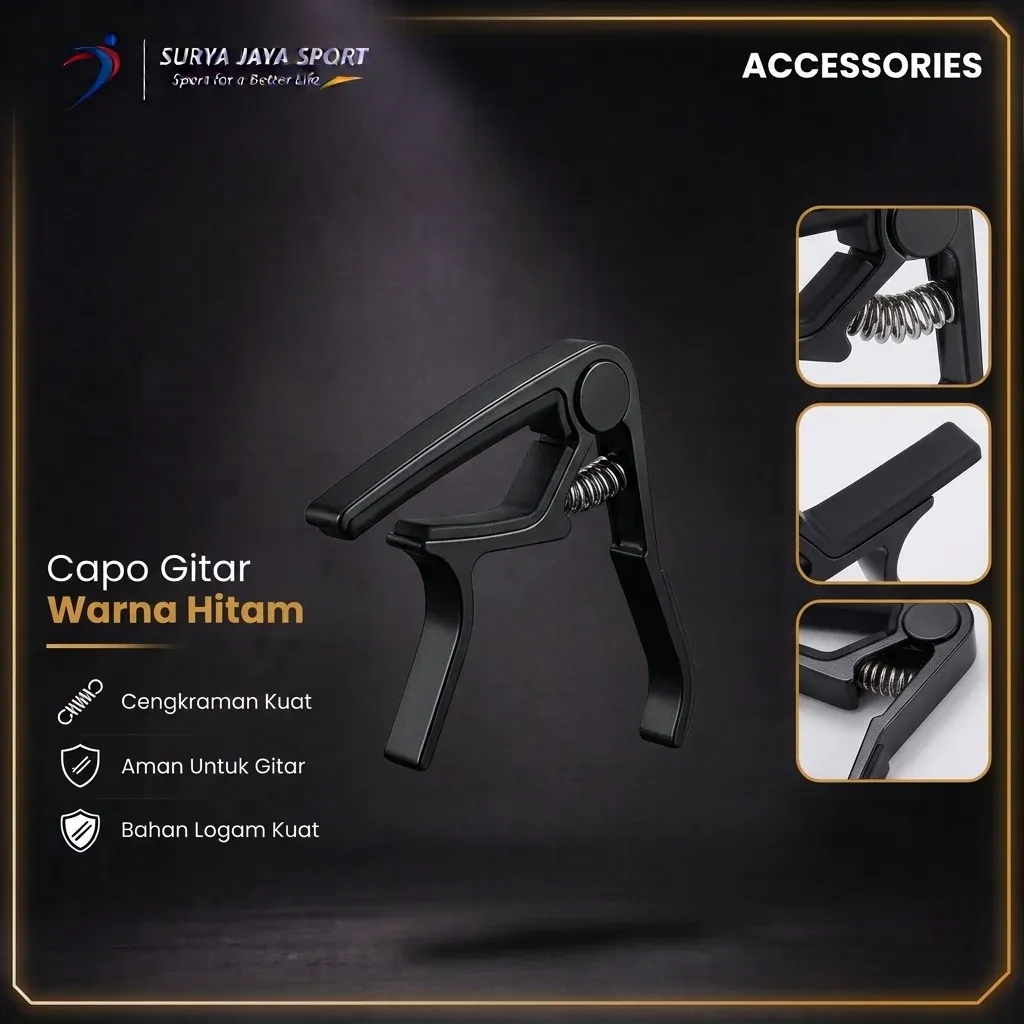 SURYA JAYA SPORT
Sport for a Better Life
ACCESSORIES
Capo Gitar
Warna Hitam
Cengkraman Kuat
Aman Untuk Gitar
Bahan Logam Kuat